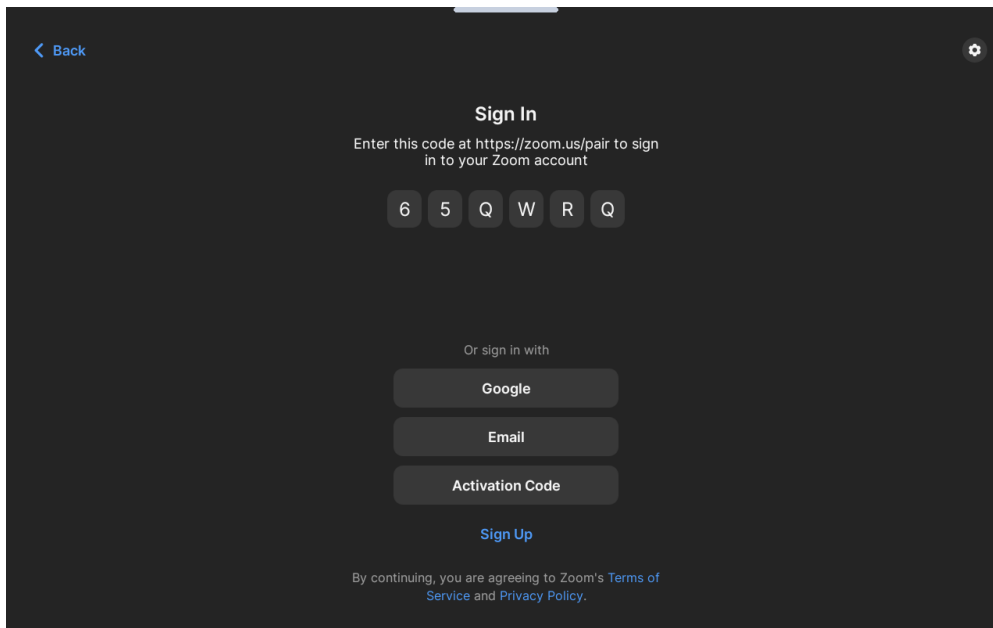 Back
Sign In
Enter this code at https://zoom.us/pair to sign
in to your Zoom account
6 5 Q W R Q
Or sign in with
Google
Email
Activation Code
Sign Up
By continuing, you are agreeing to Zoom's Terms of
Service and Privacy Policy.